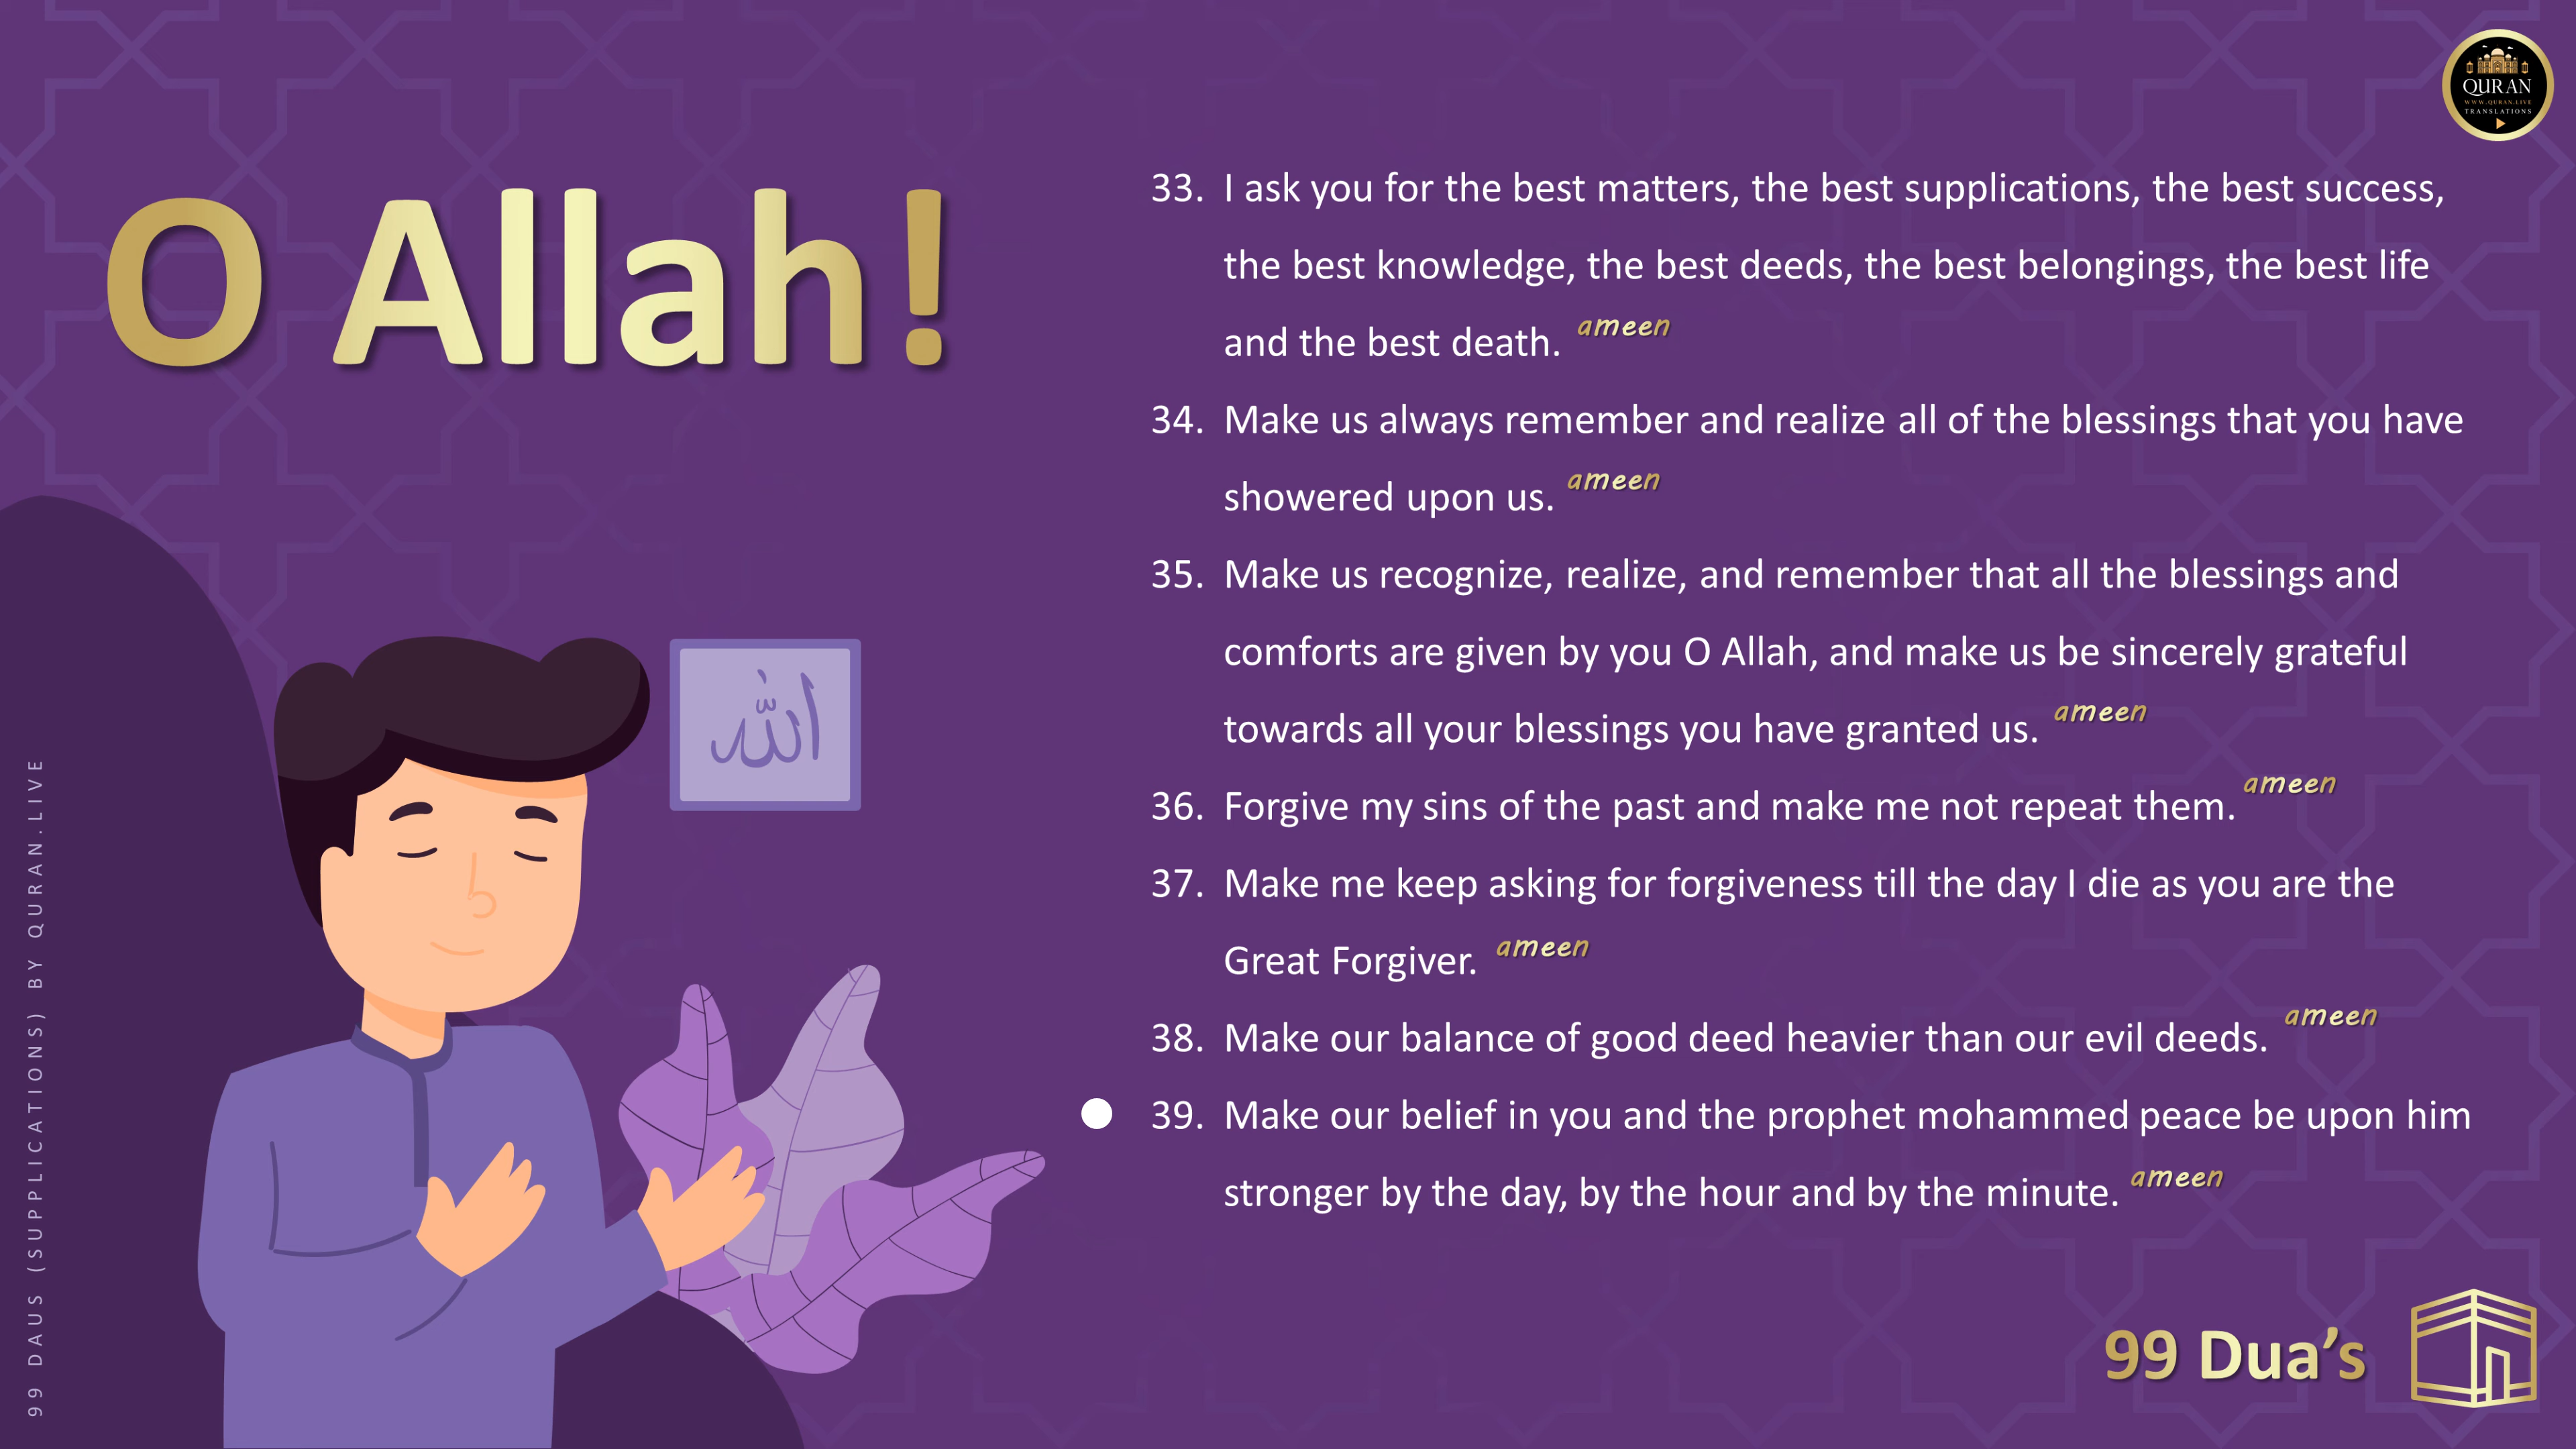 QURAN
WWW.QURAN.LIVE
TRANSLATIONS
O Allah!
الله
99 DAUS (SUPPLICATIONS) BY QURAN.LIVE
33. I ask you for the best matters, the best supplications, the best success,
the best knowledge, the best deeds, the best belongings, the best life
and the best death. ameen
34. Make us always remember and realize all of the blessings that you have
showered upon us. ameen
35. Make us recognize, realize, and remember that all the blessings and
comforts are given by you O Allah, and make us be sincerely grateful
towards all your blessings you have granted us. ameen
36. Forgive my sins of the past and make me not repeat them. ameen
37. Make me keep asking for forgiveness till the day I die as you are the
Great Forgiver. ameen
38. Make our balance of good deed heavier than our evil deeds. ameen
39. Make our belief in you and the prophet mohammed peace be upon him
stronger by the day, by the hour and by the minute. ameen
99 Dua’s